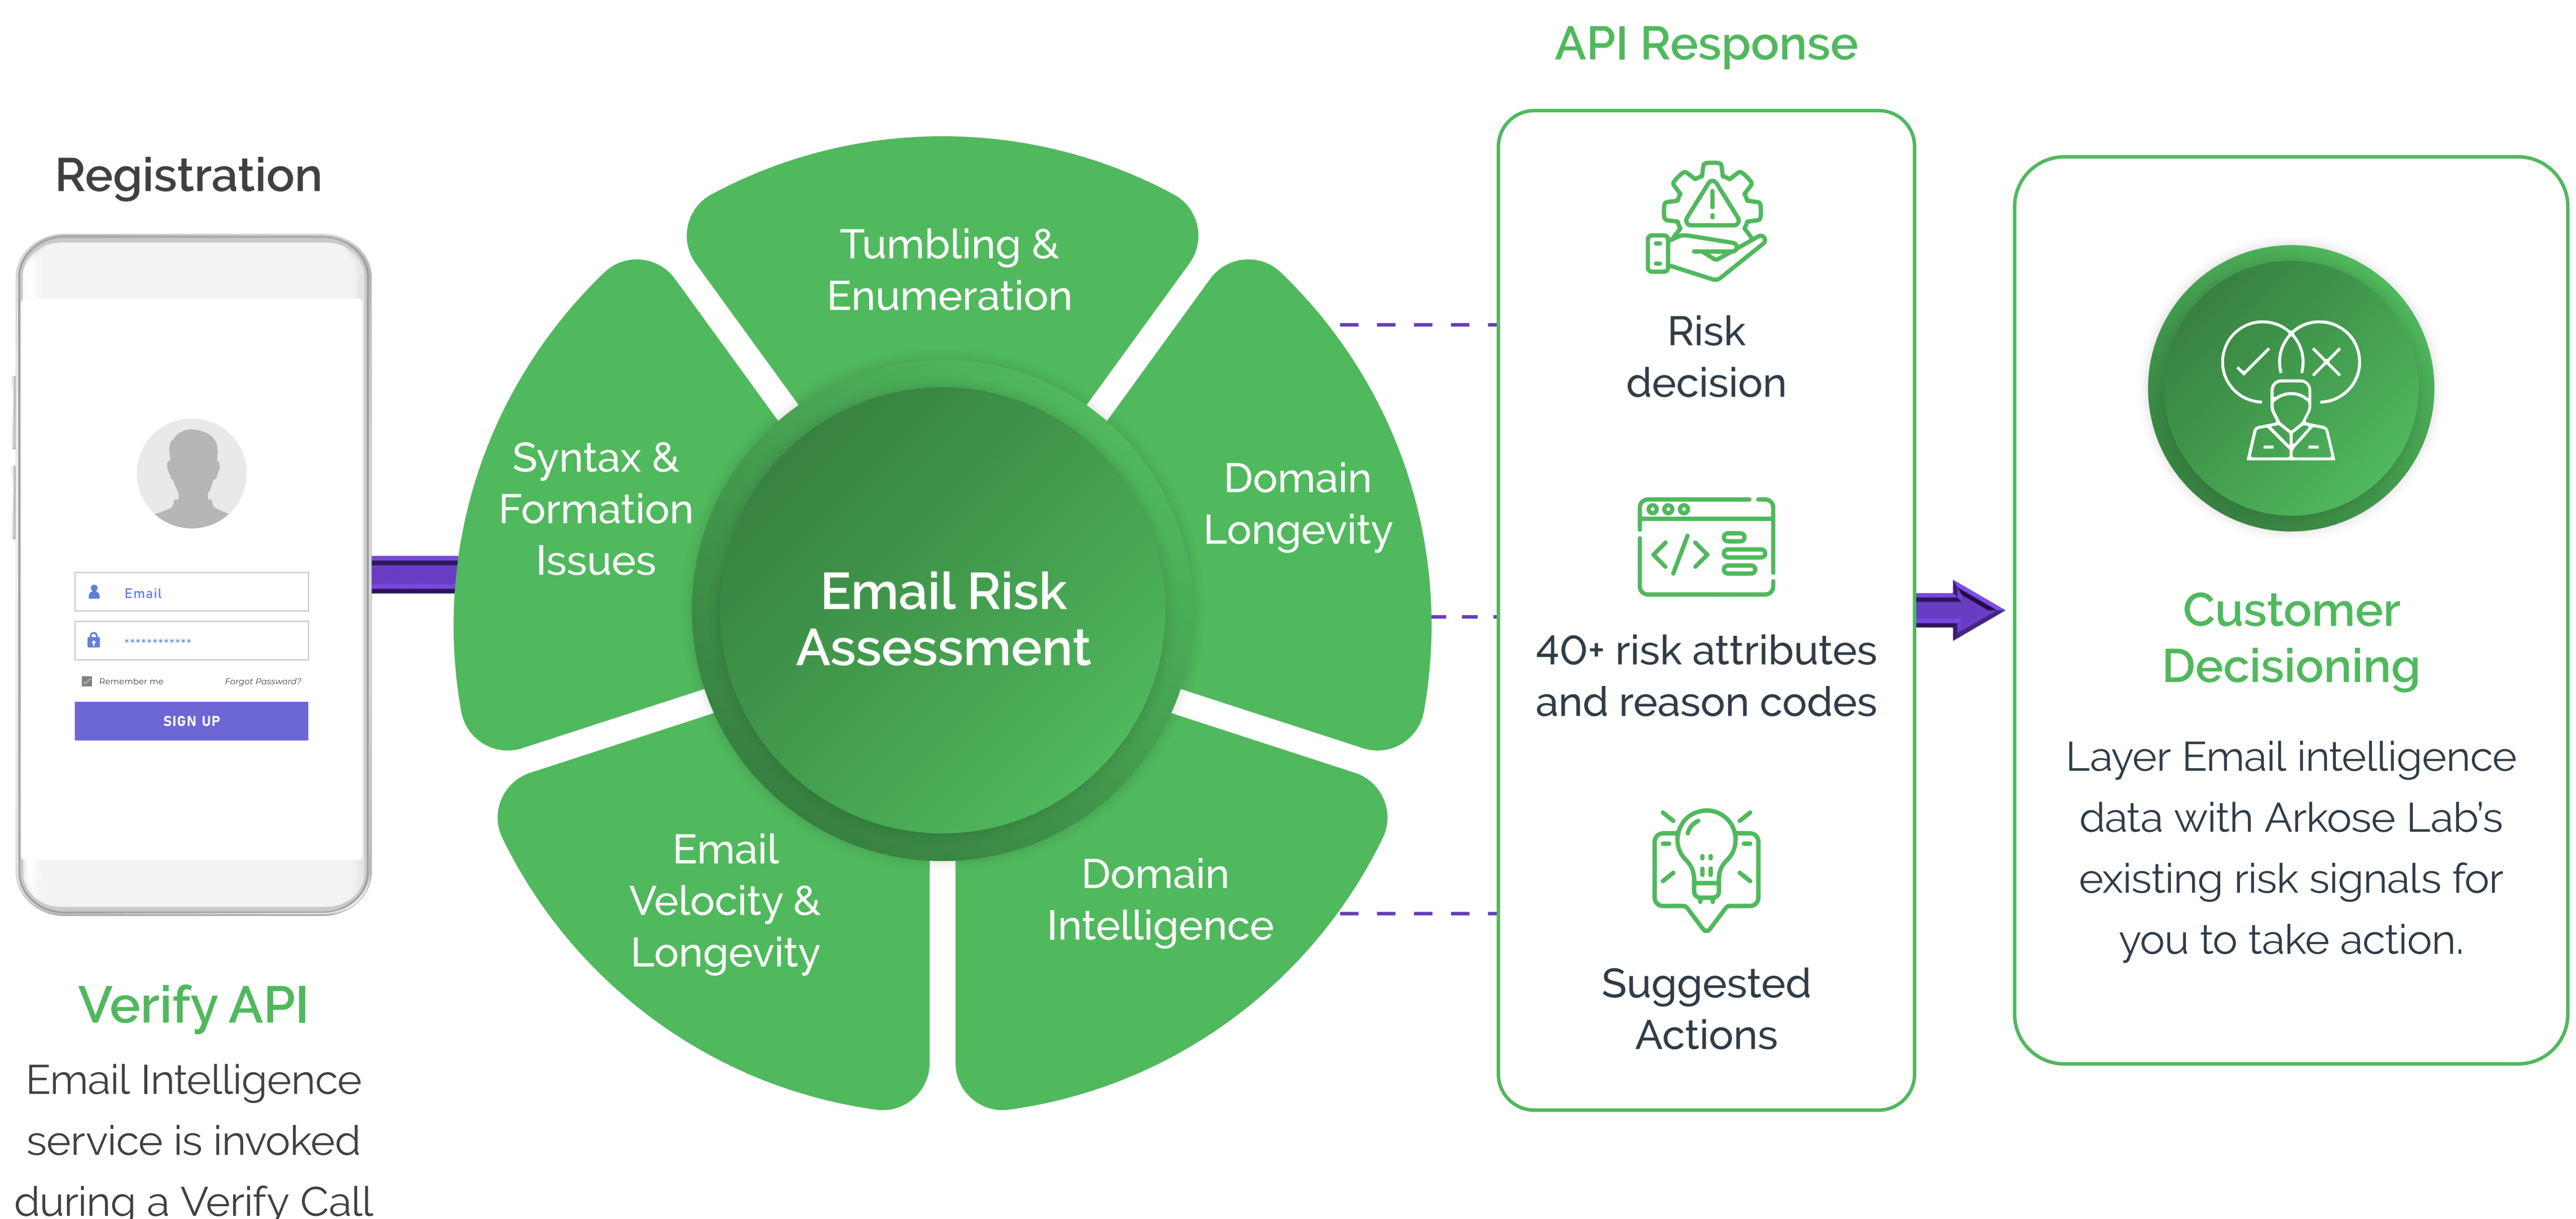 Registration
Email
************
Remember me
Forgot Password?
SIGN UP
Verify API
Email Intelligence
service is invoked
during a Verify Call
Tumbling &
Enumeration
Syntax &
Formation
Issues
Domain
Longevity
Email Risk
Assessment
Email
Velocity &
Longevity
Domain
Intelligence
API Response
Risk
decision
</>
40+ risk attributes
and reason codes
Suggested
Actions
Customer
Decisioning
Layer Email intelligence
data with Arkose Lab’s
existing risk signals for
you to take action.